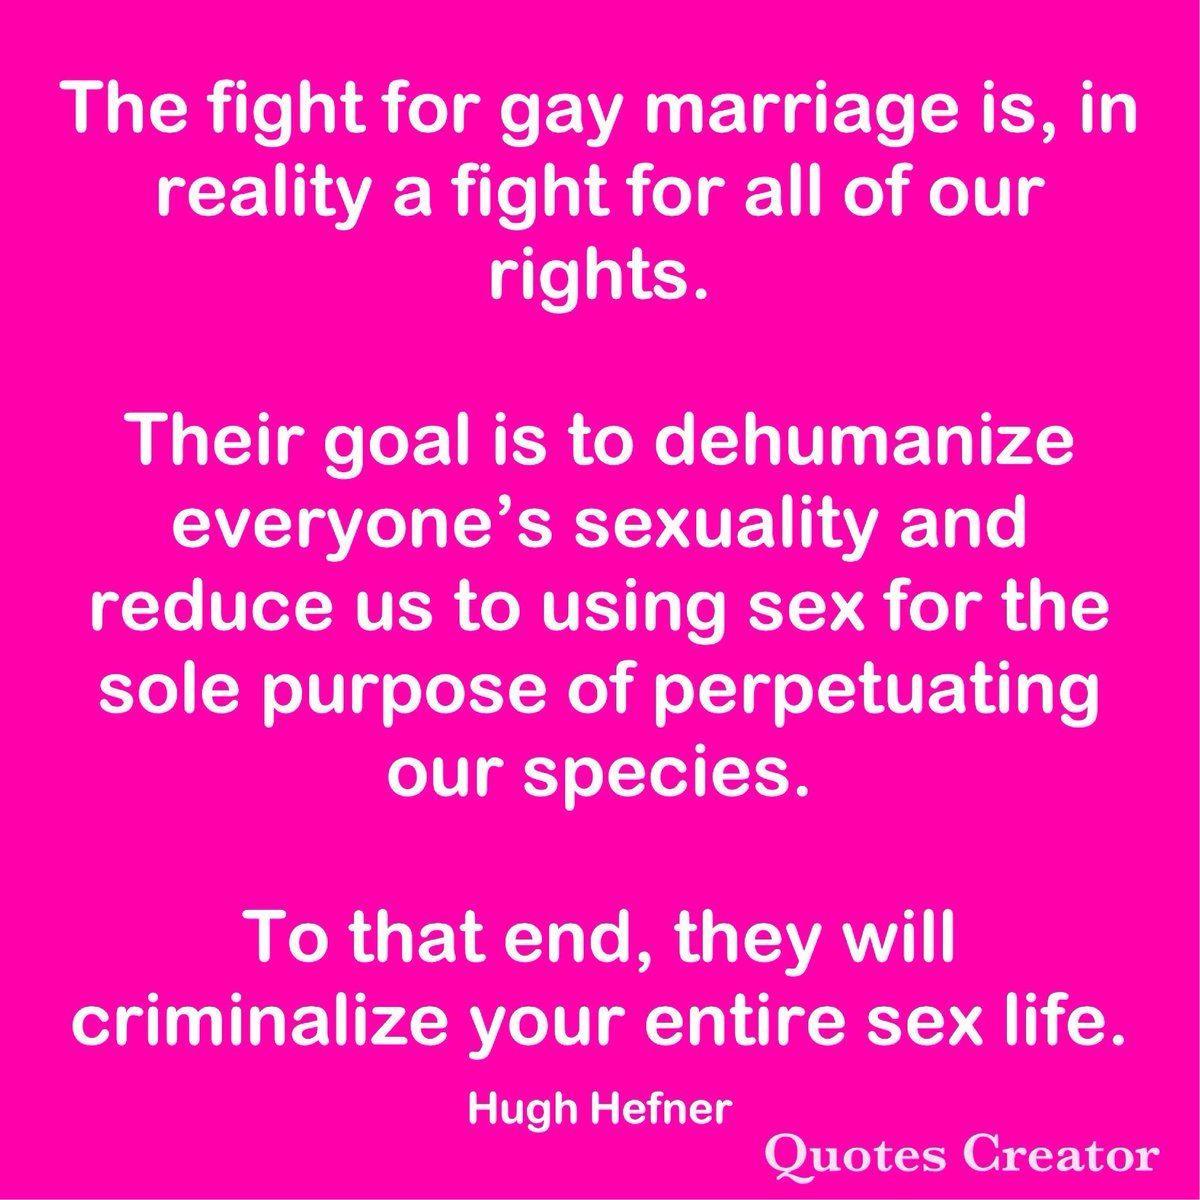 The fight for gay marriage is, in
reality a fight for all of our
rights.
Their goal is to dehumanize
everyone’s sexuality and
reduce us to using sex for the
sole purpose of perpetuating
our species.
To that end, they will
criminalize your entire sex life.
Hugh Hefner
Quotes Creator